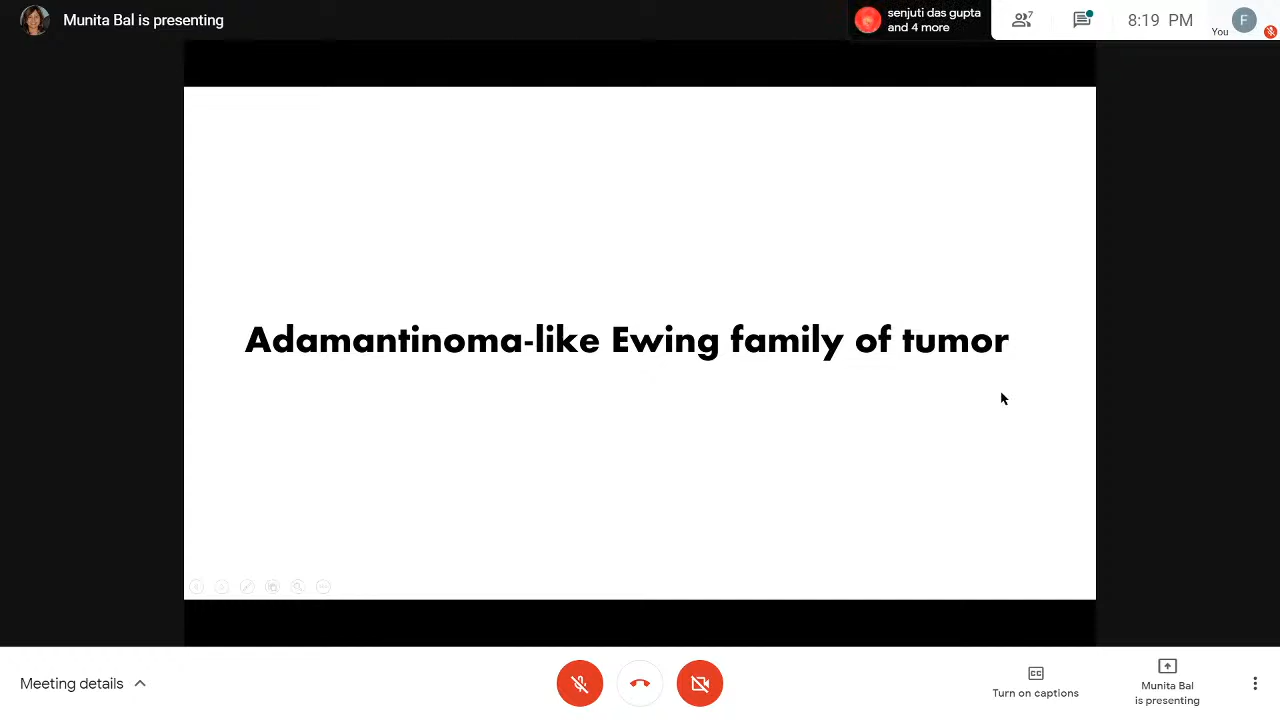 Munita Bal is presenting
senjuti das gupta
and 4 more
7
8:19 PM
You
F
Adamantinoma-like Ewing family of tumor
Meeting details
CC
Turn on captions
Munita Bal
is presenting